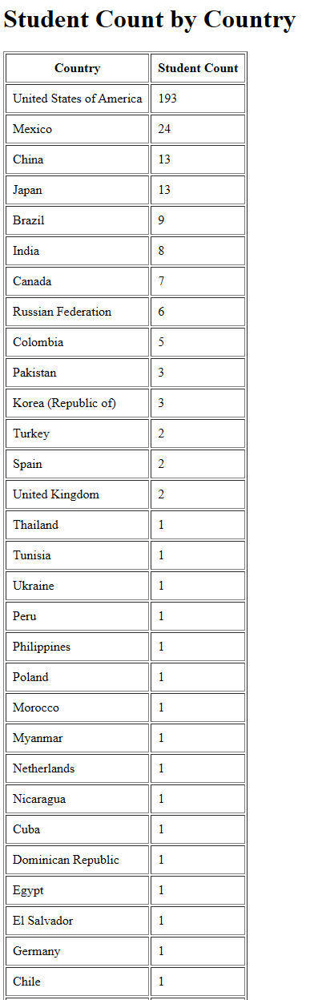 Student Count by Country
Country Student Count
United States of America 193
Mexico 24
China 13
Japan 13
Brazil 9
India 8
Canada 7
Russian Federation 6
Colombia 5
Pakistan 3
Korea (Republic of) 3
Turkey 2
Spain 2
United Kingdom 2
Thailand 1
Tunisia 1
Ukraine 1
Peru 1
Philippines 1
Poland 1
Morocco 1
Myanmar 1
Netherlands 1
Nicaragua 1
Cuba 1
Dominican Republic 1
Egypt 1
El Salvador 1
Germany 1
Chile 1